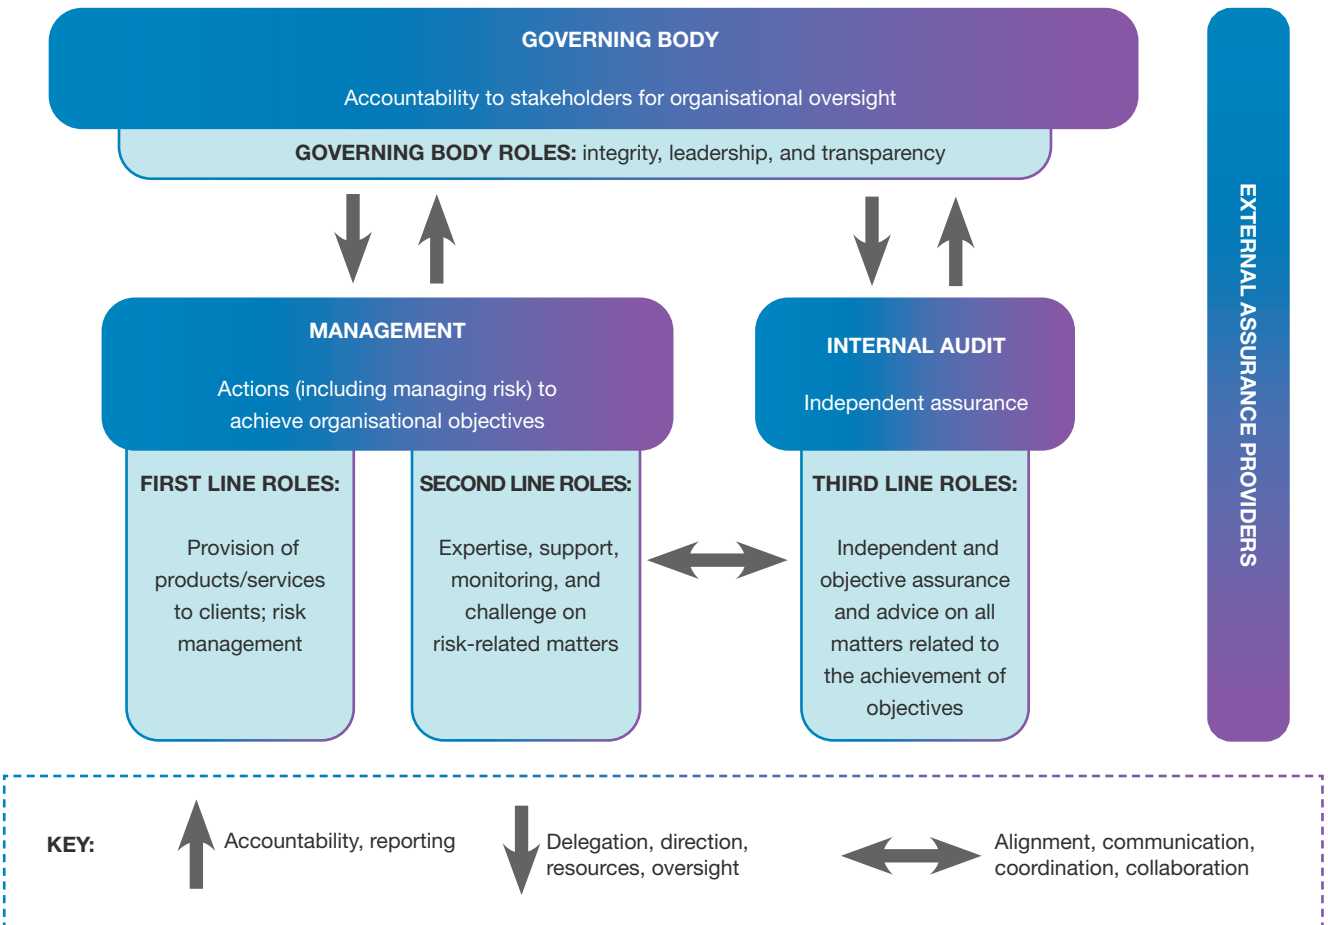 GOVERNING BODY
Accountability to stakeholders for organisational oversight
GOVERNING BODY ROLES: integrity, leadership, and transparency
MANAGEMENT
Actions (including managing risk) to
achieve organisational objectives
INTERNAL AUDIT
Independent assurance
FIRST LINE ROLES:
Provision of
products/services
to clients; risk
management
SECOND LINE ROLES:
Expertise, support,
monitoring, and
challenge on
risk-related matters
THIRD LINE ROLES:
Independent and
objective assurance
and advice on all
matters related to
the achievement of
objectives
EXTERNAL ASSURANCE PROVIDERS
KEY:
Accountability, reporting
Delegation, direction,
resources, oversight
Alignment, communication,
coordination, collaboration